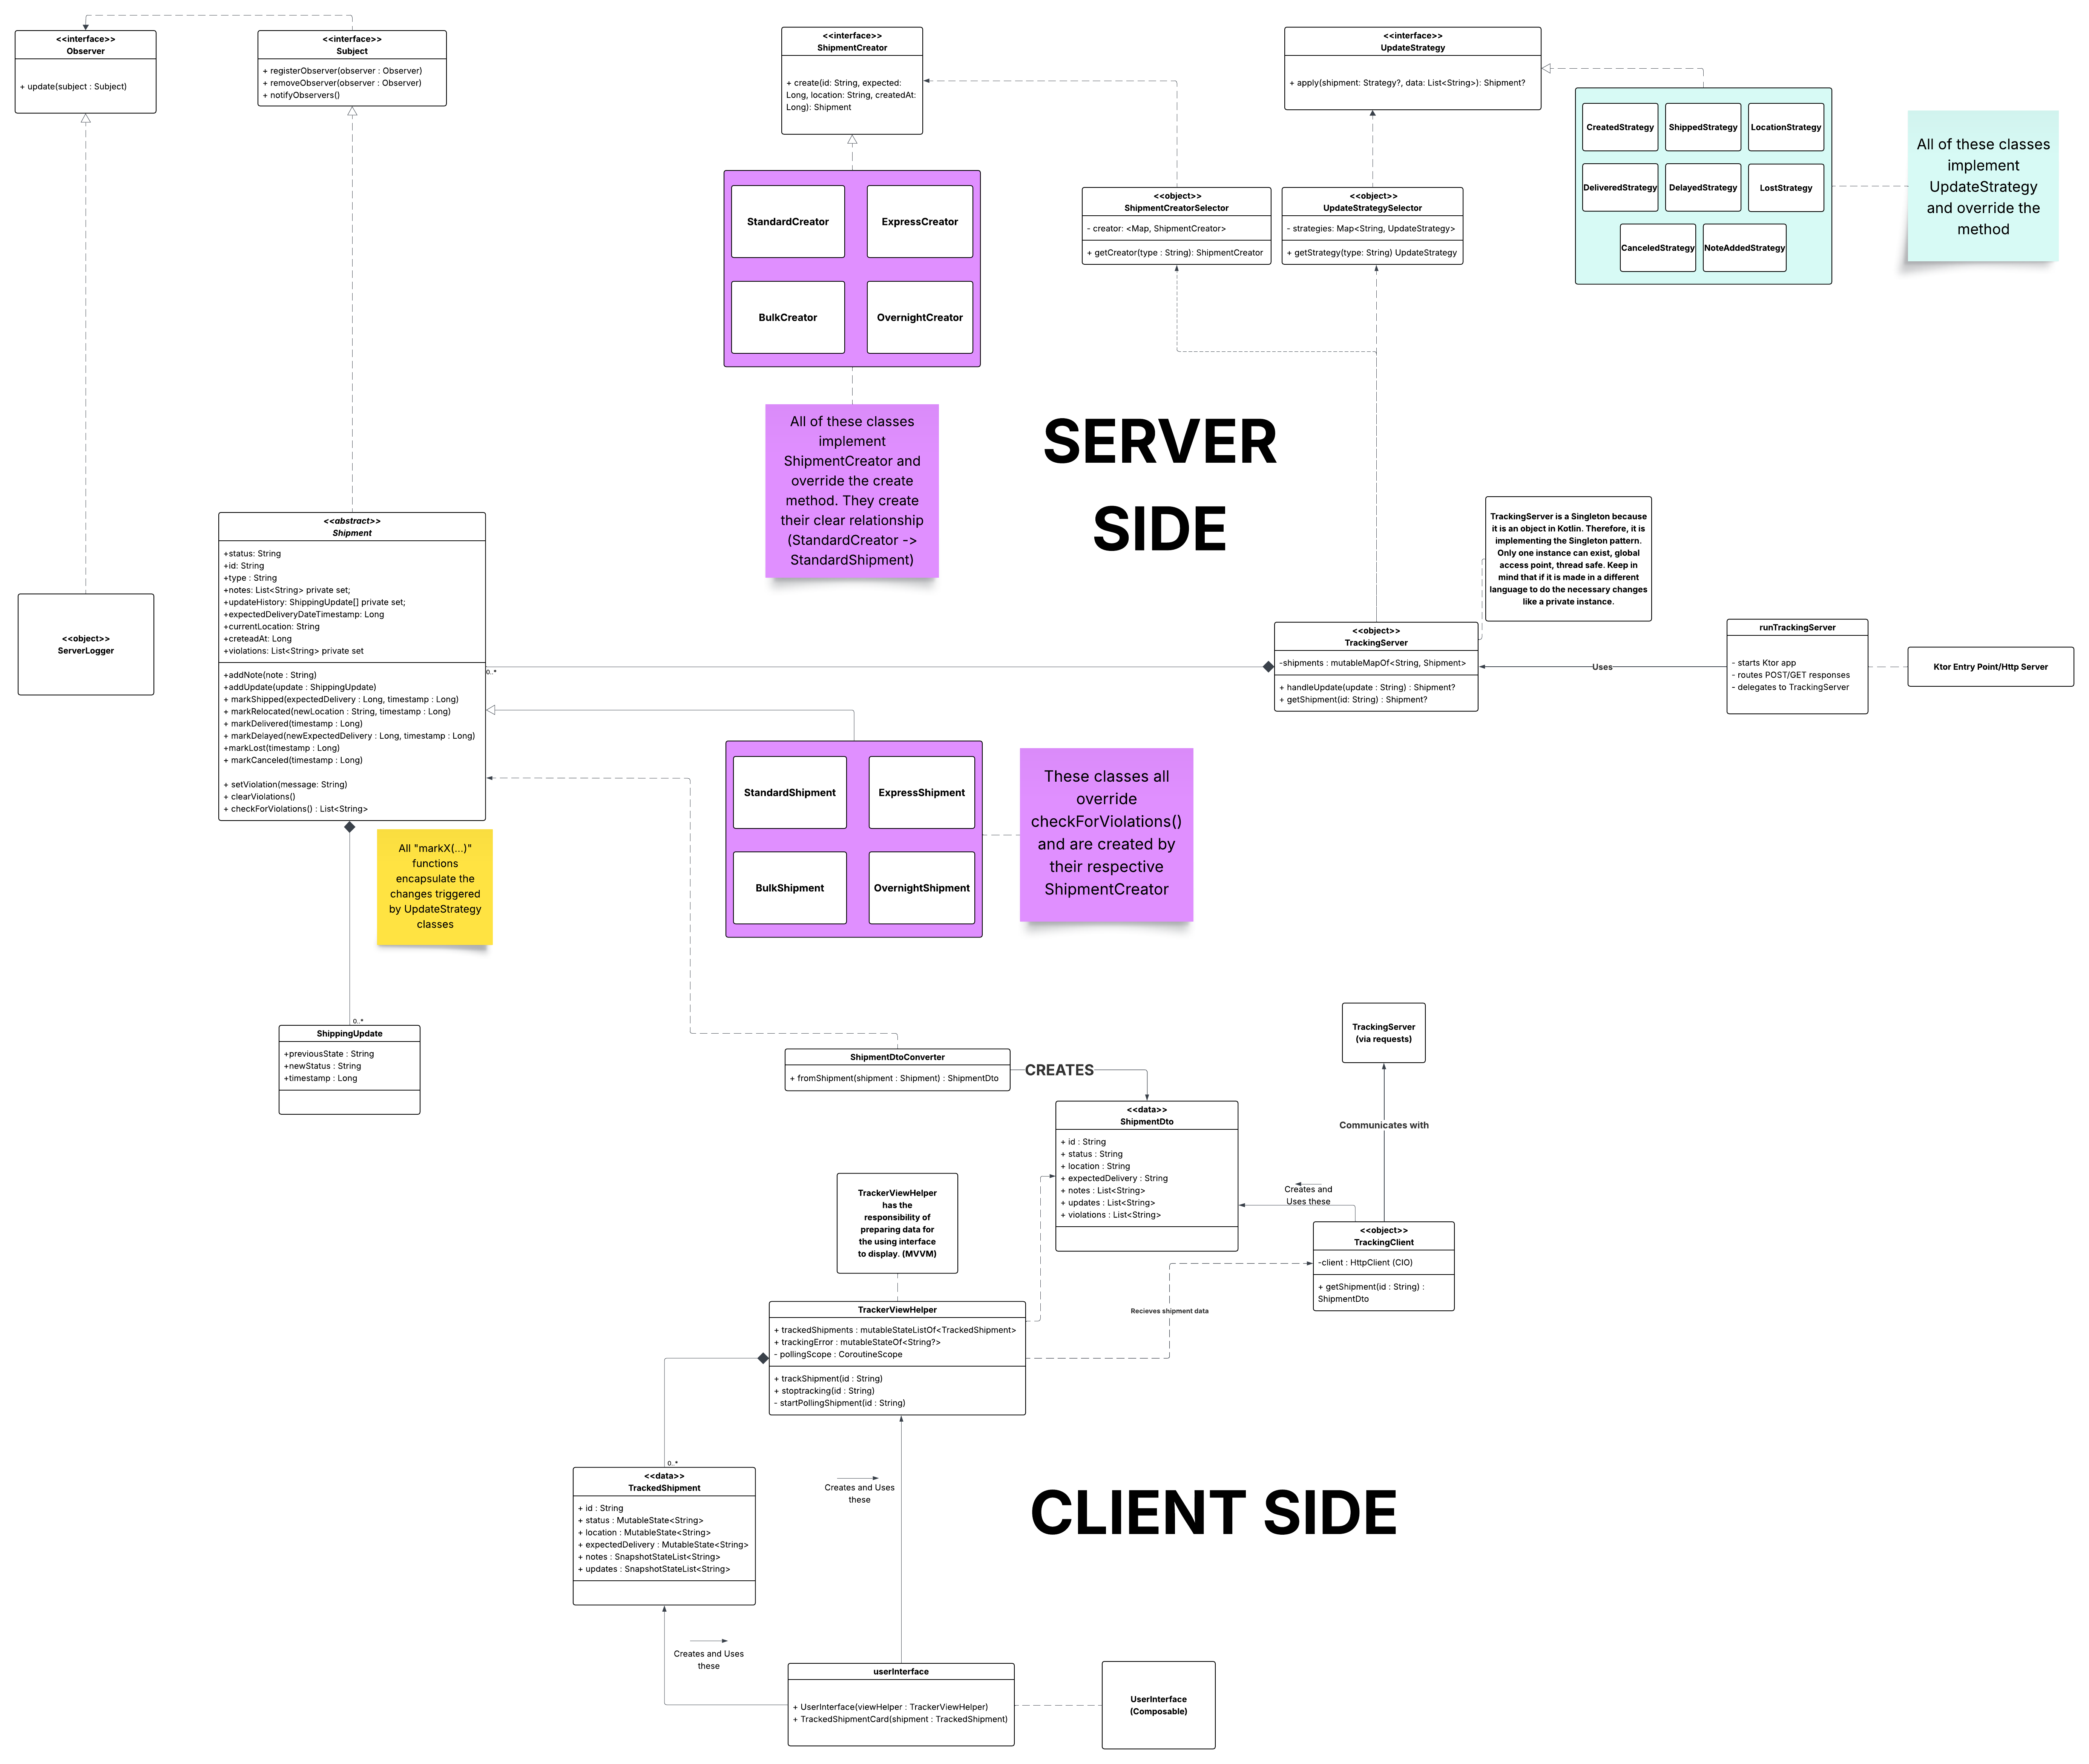 <<interface>>
Observer
+ update(subject : Subject)
<<interface>>
Subject
+ registerObserver(observer : Observer)
+ removeObserver(observer : Observer)
+ notifyObservers()
<<interface>>
ShipmentCreator
+ create(id: String, expected:
Long, location: String, createdAt:
Long): Shipment
<<interface>>
UpdateStrategy
+ apply(shipment: Strategy?, data: List<String>): Shipment?
CreatedStrategy
ShippedStrategy
LocationStrategy
DeliveredStrategy
DelayedStrategy
LostStrategy
CanceledStrategy
NoteAddedStrategy
All of these classes
implement
UpdateStrategy
and override the
method
StandardCreator
ExpressCreator
BulkCreator
OvernightCreator
<<object>>
ShipmentCreatorSelector
- creator: <Map, ShipmentCreator>
+ getCreator(type : String): ShipmentCreator
<<object>>
UpdateStrategySelector
- strategies: Map<String, UpdateStrategy>
+ getStrategy(type: String) UpdateStrategy
All of these classes
implement
ShipmentCreator and
override the create
method. They create
their clear relationship
(StandardCreator ->
StandardShipment)
SERVER
SIDE
<<object>>
ServerLogger
<<abstract>>
Shipment
+status: String
+id: String
+type : String
+notes: List<String> private set;
+updateHistory: ShippingUpdate[] private set;
+expectedDeliveryDateTimestamp: Long
+currentLocation: String
+creteadAt: Long
+violations: List<String> private set
+addNote(note : String)
+addUpdate(update : ShippingUpdate)
+ markShipped(expectedDelivery : Long, timestamp : Long)
+ markRelocated(newLocation : String, timestamp : Long)
+ markDelivered(timestamp : Long)
+ markDelayed(newExpectedDelivery : Long, timestamp : Long)
+markLost(timestamp : Long)
+ markCanceled(timestamp : Long)
+ setViolation(message: String)
+ clearViolations()
+ checkForViolations() : List<String>
0..*
TrackingServer is a Singleton because
it is an object in Kotlin. Therefore, it is
implementing the Singleton pattern.
Only one instance can exist, global
access point, thread safe. Keep in
mind that if it is made in a different
language to do the necessary changes
like a private instance.
<<object>>
TrackingServer
-shipments : mutableMapOf<String, Shipment>
+ handleUpdate(update : String) : Shipment?
+ getShipment(id: String) : Shipment?
Uses
runTrackingServer
- starts Ktor app
- routes POST/GET responses
- delegates to TrackingServer
Ktor Entry Point/Http Server
StandardShipment
ExpressShipment
BulkShipment
OvernightShipment
These classes all
override
checkForViolations()
and are created by
their respective
ShipmentCreator
All "markX(...)"
functions
encapsulate the
changes triggered
by UpdateStrategy
classes
0..*
ShippingUpdate
+previousState : String
+newStatus : String
+timestamp : Long
ShipmentDtoConverter
+ fromShipment(shipment : Shipment) : ShipmentDto
CREATES
TrackingServer
(via requests)
Communicates with
<<data>>
ShipmentDto
+ id : String
+ status : String
+ location : String
+ expectedDelivery : String
+ notes : List<String>
+ updates : List<String>
+ violations : List<String>
Creates and
Uses these
<<object>>
TrackingClient
-client : HttpClient (CIO)
+ getShipment(id : String) :
ShipmentDto
TrackerViewHelper
has the
responsibility of
preparing data for
the using interface
to display. (MVVM)
Recieves shipment data
TrackerViewHelper
+ trackedShipments : mutableStateListOf<TrackedShipment>
+ trackingError : mutableStateOf<String?>
- pollingScope : CoroutineScope
+ trackShipment(id : String)
+ stoptracking(id : String)
- startPollingShipment(id : String)
0..*
<<data>>
TrackedShipment
+ id : String
+ status : MutableState<String>
+ location : MutableState<String>
+ expectedDelivery : MutableState<String>
+ notes : SnapshotStateList<String>
+ updates : SnapshotStateList<String>
Creates and Uses
these
CLIENT SIDE
Creates and Uses
these
userInterface
+ UserInterface(viewHelper : TrackerViewHelper)
+ TrackedShipmentCard(shipment : TrackedShipment)
UserInterface
(Composable)